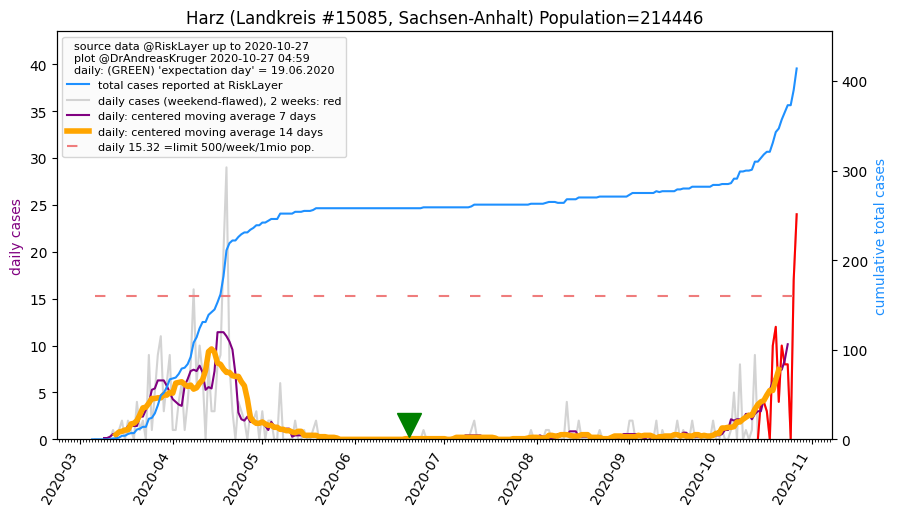 Harz (Landkreis #15085, Sachsen-Anhalt) Population=214446
source data @RiskLayer up to 2020-10-27
plot @DrAndreasKruger 2020-10-27 04:59
daily: (GREEN) 'expectation day' = 19.06.2020
total cases reported at RiskLayer
daily cases (weekend-flawed), 2 weeks: red
daily: centered moving average 7 days
daily: centered moving average 14 days
daily 15.32 =limit 500/week/1mio pop.
daily cases
40
35
30
25
20
15
10
5
0
400
300
200
100
0
cumulative total cases
2020-03
2020-04
2020-05
2020-06
2020-07
2020-08
2020-09
2020-10
2020-11